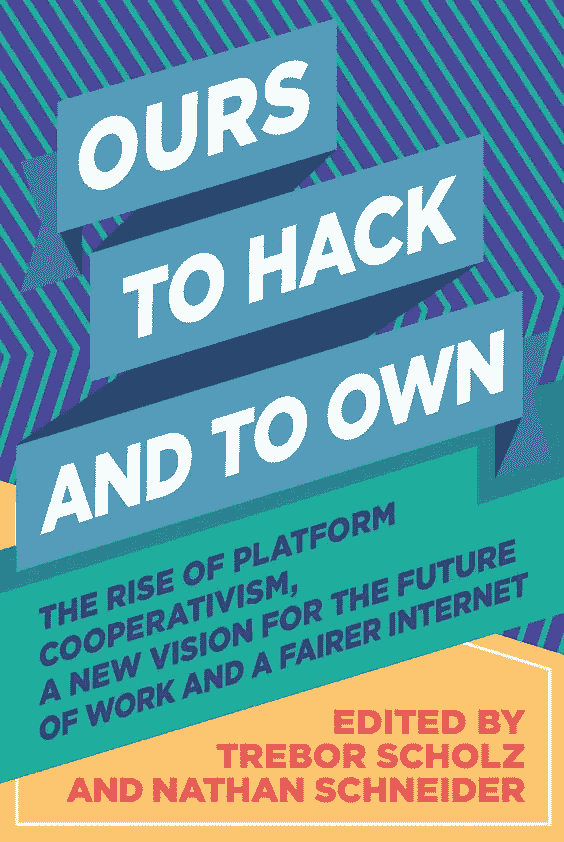 OURS
TO HACK
AND TO OWN
THE RISE OF PLATFORM
COOPERATIVISM,
A NEW VISION FOR THE FUTURE
OF WORK AND A FAIRER INTERNET
EDITED BY
TREBOR SCHOLZ
AND NATHAN SCHNEIDER